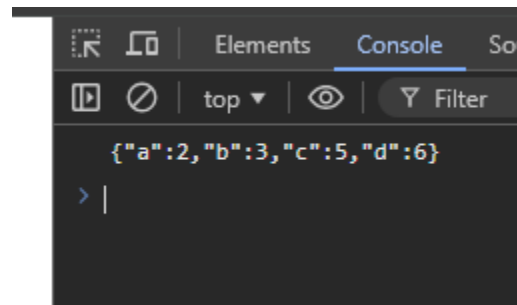 Elements Console So
top ▼ Filter
{"a":2,"b":3,"c":5,"d":6}
>